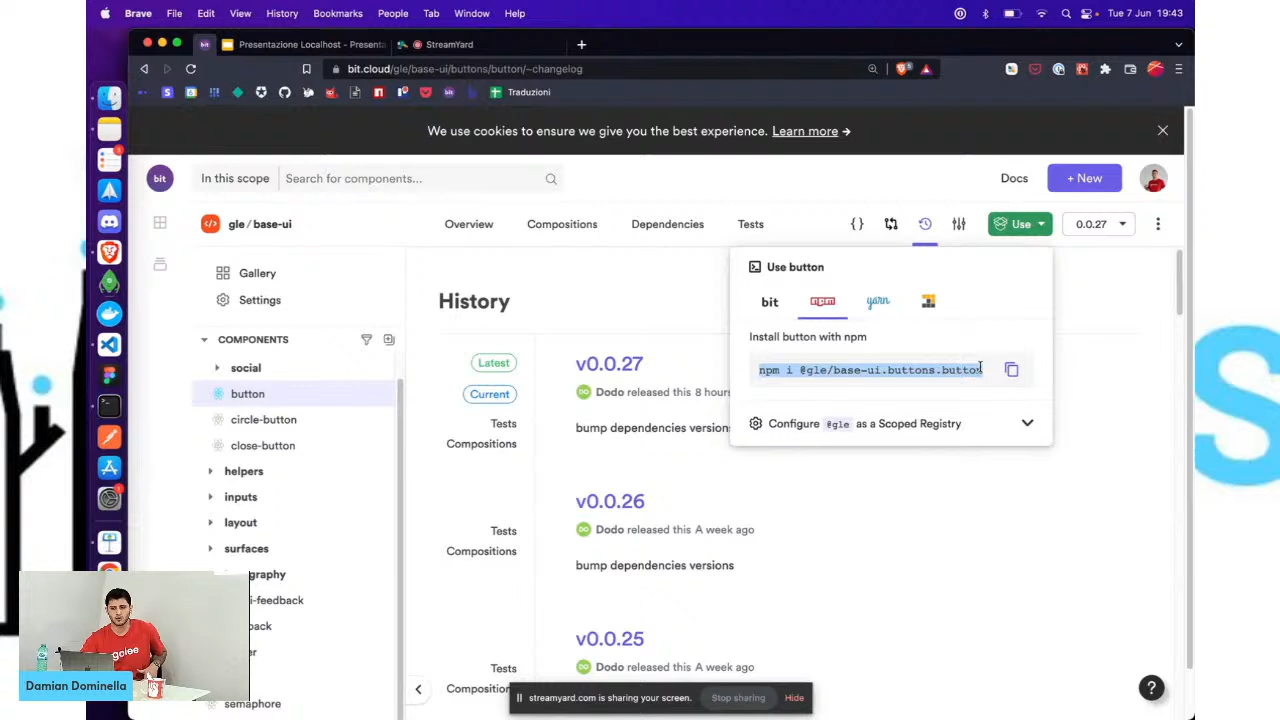 Brave File Edit View History Bookmarks People Tab Window Help Tue 7 Jun 19:43
bit Presentazione Localhost - Presenta StreamYard
bit.cloud/gle/base-ui/buttons/button/~changelog
Traduzioni
We use cookies to ensure we give you the best experience. Learn more →
bit In this scope Search for components... Docs + New
gle / base-ui Overview Compositions Dependencies Tests { } Use 0.0.27
Gallery
Settings
COMPONENTS
social
button
circle-button
close-button
helpers
inputs
layout
surfaces
-feedback
semaphore
History
Latest
Current
Tests
Compositions
v0.0.27
Dodo released this 8 hours
bump dependencies versions
Tests
Compositions
v0.0.26
Dodo released this A week ago
bump dependencies versions
Tests
v0.0.25
Dodo released this A week ago
Use button
bit npm yarn
Install button with npm
npm i @gle/base-ui.buttons.button
Configure @gle as a Scoped Registry
streamyard.com is sharing your screen. Stop sharing Hide
?
golee
Damian Dominella
S